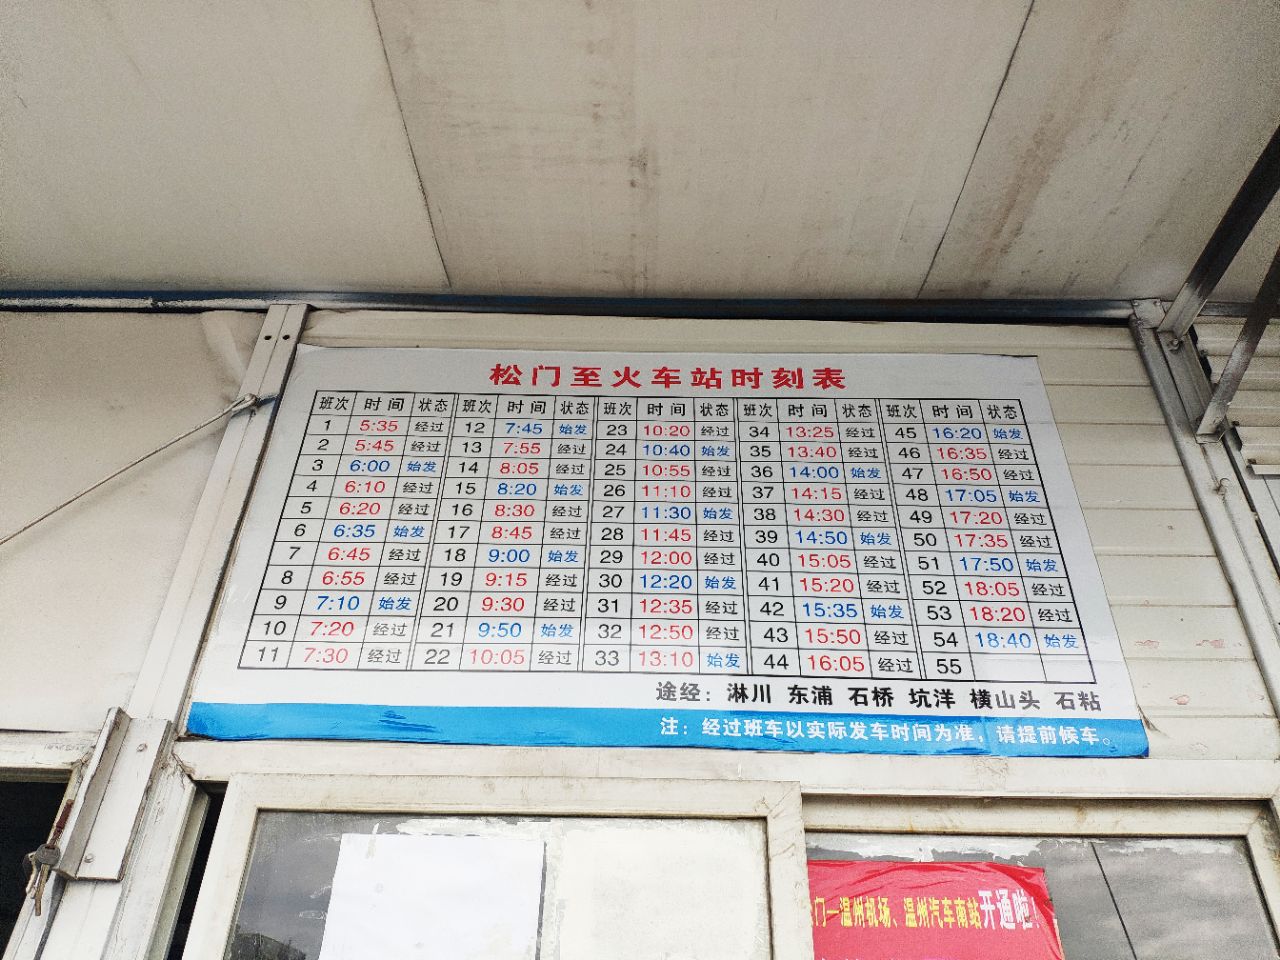 松门至火车站时刻表
班次 时间 状态 班次 时间 状态 班次 时间 状态 班次 时间 状态 班次 时间 状态
1 5:35 经过 12 7:45 始发 23 10:20 经过 34 13:25 经过 45 16:20 始发
2 5:45 经过 13 7:55 经过 24 10:40 始发 35 13:40 经过 46 16:35 经过
3 6:00 始发 14 8:05 经过 25 10:55 经过 36 14:00 始发 47 16:50 经过
4 6:10 经过 15 8:20 始发 26 11:10 经过 37 14:15 经过 48 17:05 始发
5 6:20 经过 16 8:30 经过 27 11:30 始发 38 14:30 经过 49 17:20 经过
6 6:35 始发 17 8:45 经过 28 11:45 经过 39 14:50 始发 50 17:35 经过
7 6:45 经过 18 9:00 始发 29 12:00 经过 40 15:05 经过 51 17:50 始发
8 6:55 经过 19 9:15 经过 30 12:20 始发 41 15:20 经过 52 18:05 经过
9 7:10 始发 20 9:30 经过 31 12:35 经过 42 15:35 始发 53 18:20 经过
10 7:20 经过 21 9:50 始发 32 12:50 经过 43 15:50 经过 54 18:40 始发
11 7:30 经过 22 10:05 经过 33 13:10 始发 44 16:05 经过 55
途经：淋川 东浦 石桥 坑洋 横山头 石粘
注：经过班车以实际发车时间为准，请提前候车。
门—温州机场、温州汽车南站开通啦！